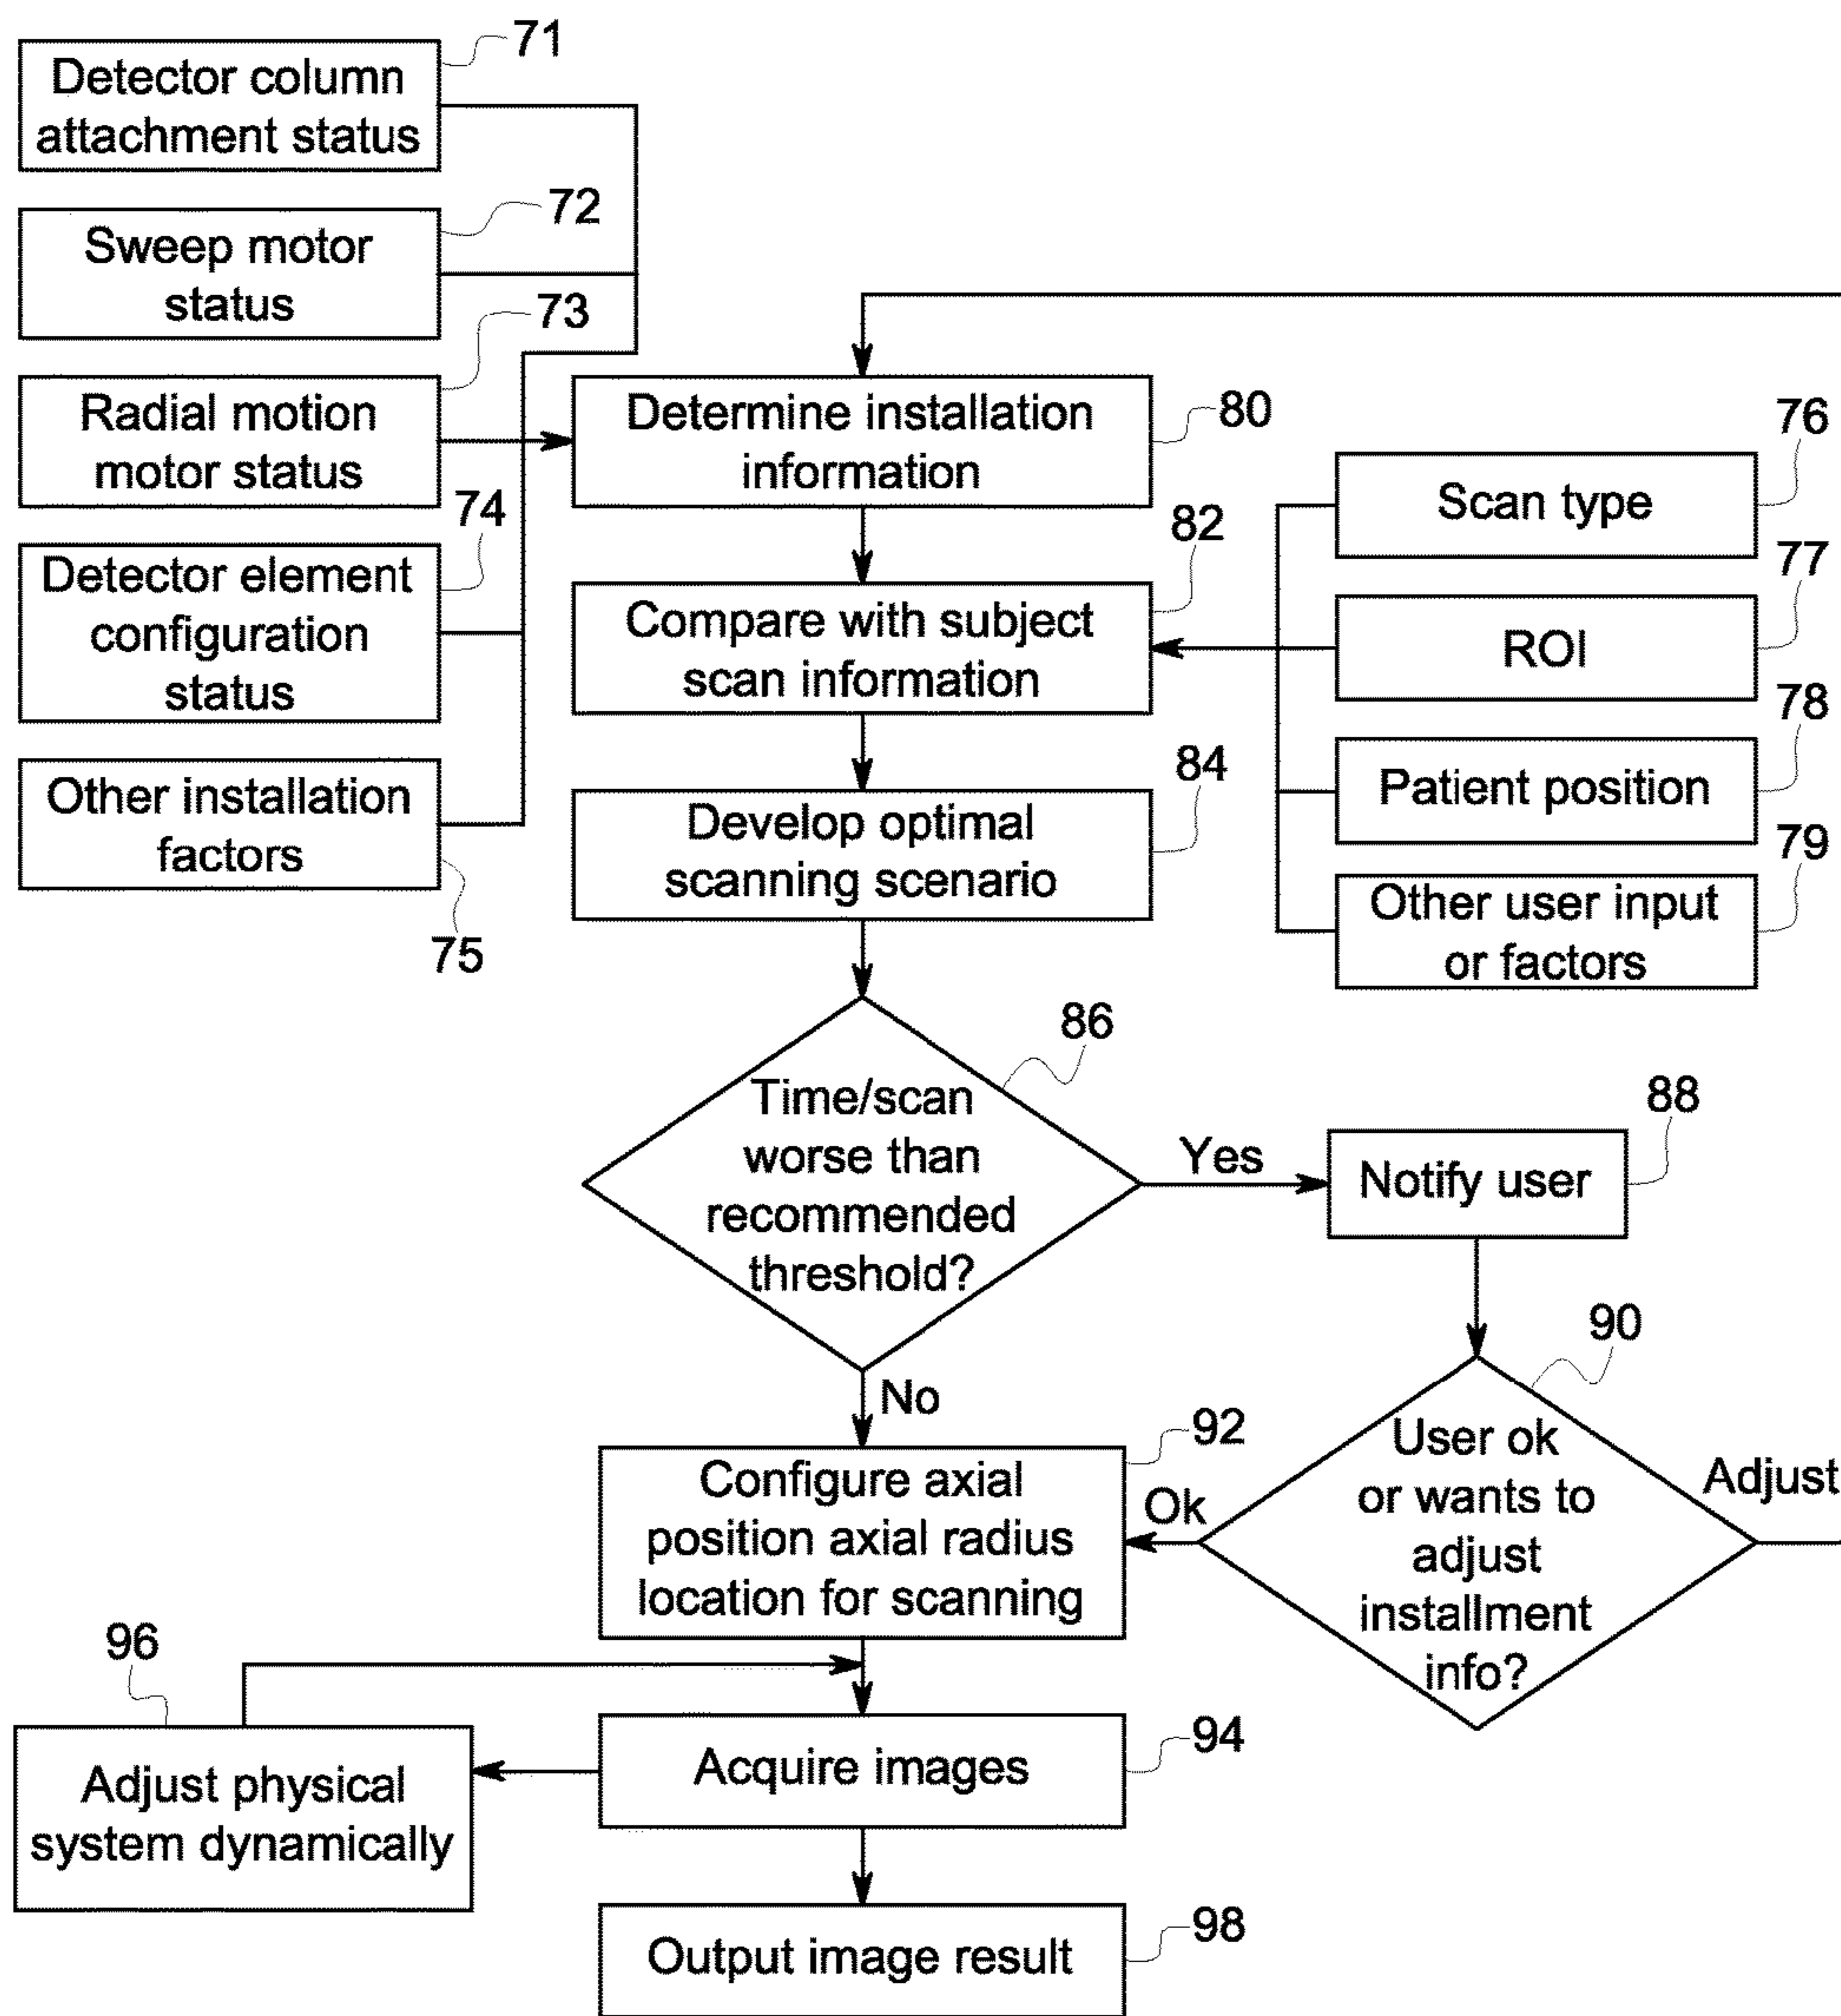 Detector column
attachment status
71
Sweep motor
status
72
Radial motion
motor status
73
Detector element
configuration
status
74
Other installation
factors
75
Determine installation
information
80
Compare with subject
scan information
82
Develop optimal
scanning scenario
84
Scan type
76
ROI
77
Patient position
78
Other user input
or factors
79
Time/scan
worse than
recommended
threshold?
86
Yes
No
Notify user
88
User ok
or wants to
adjust
installment
info?
90
Ok
Adjust
Configure axial
position axial radius
location for scanning
92
Acquire images
94
Adjust physical
system dynamically
96
Output image result
98